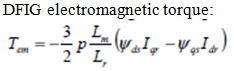 DFIG electromagnetic torque:
T_em = -3/2 p L_m/L_r (ψ_ds I_qr - ψ_qs I_dr)